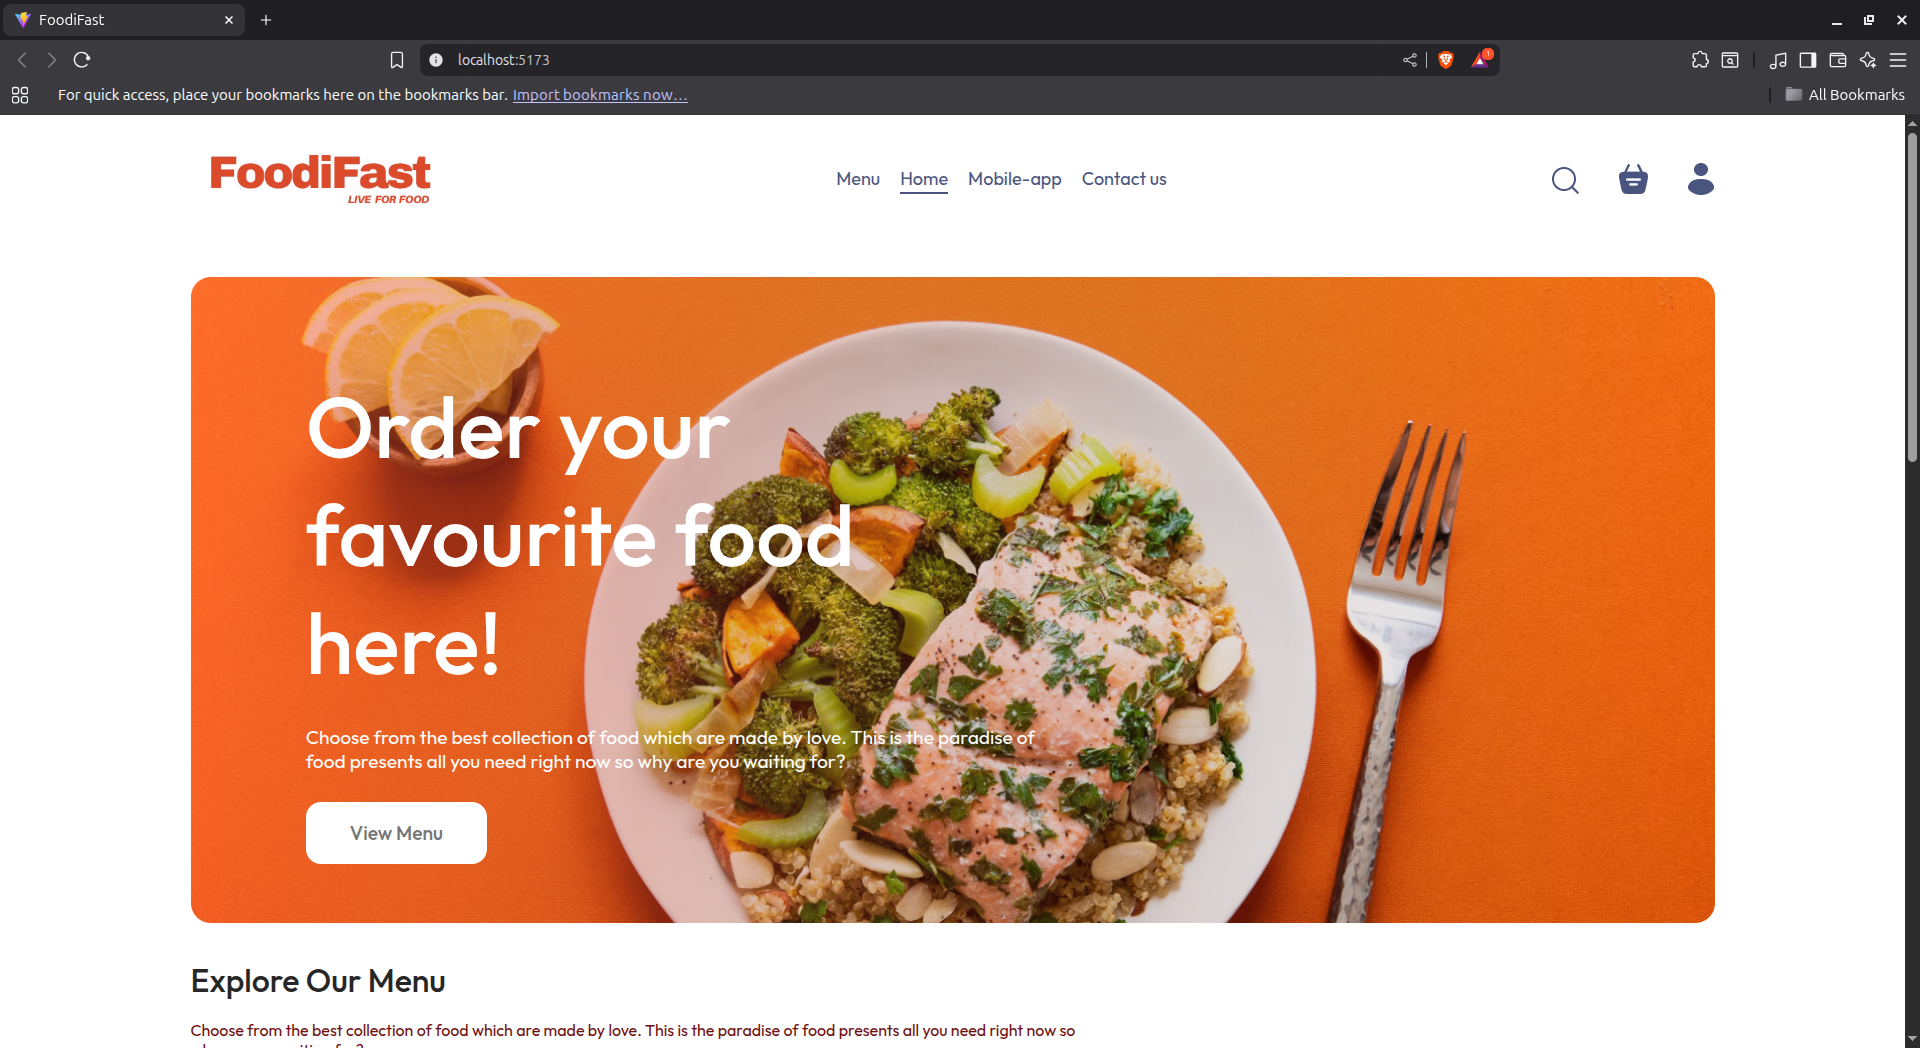 FoodiFast
localhost:5173
1
For quick access, place your bookmarks here on the bookmarks bar. Import bookmarks now...
All Bookmarks
FoodiFast
LIVE FOR FOOD
Menu Home Mobile-app Contact us
Order your
favourite food
here!
Choose from the best collection of food which are made by love. This is the paradise of
food presents all you need right now so why are you waiting for?
View Menu
Explore Our Menu
Choose from the best collection of food which are made by love. This is the paradise of food presents all you need right now so